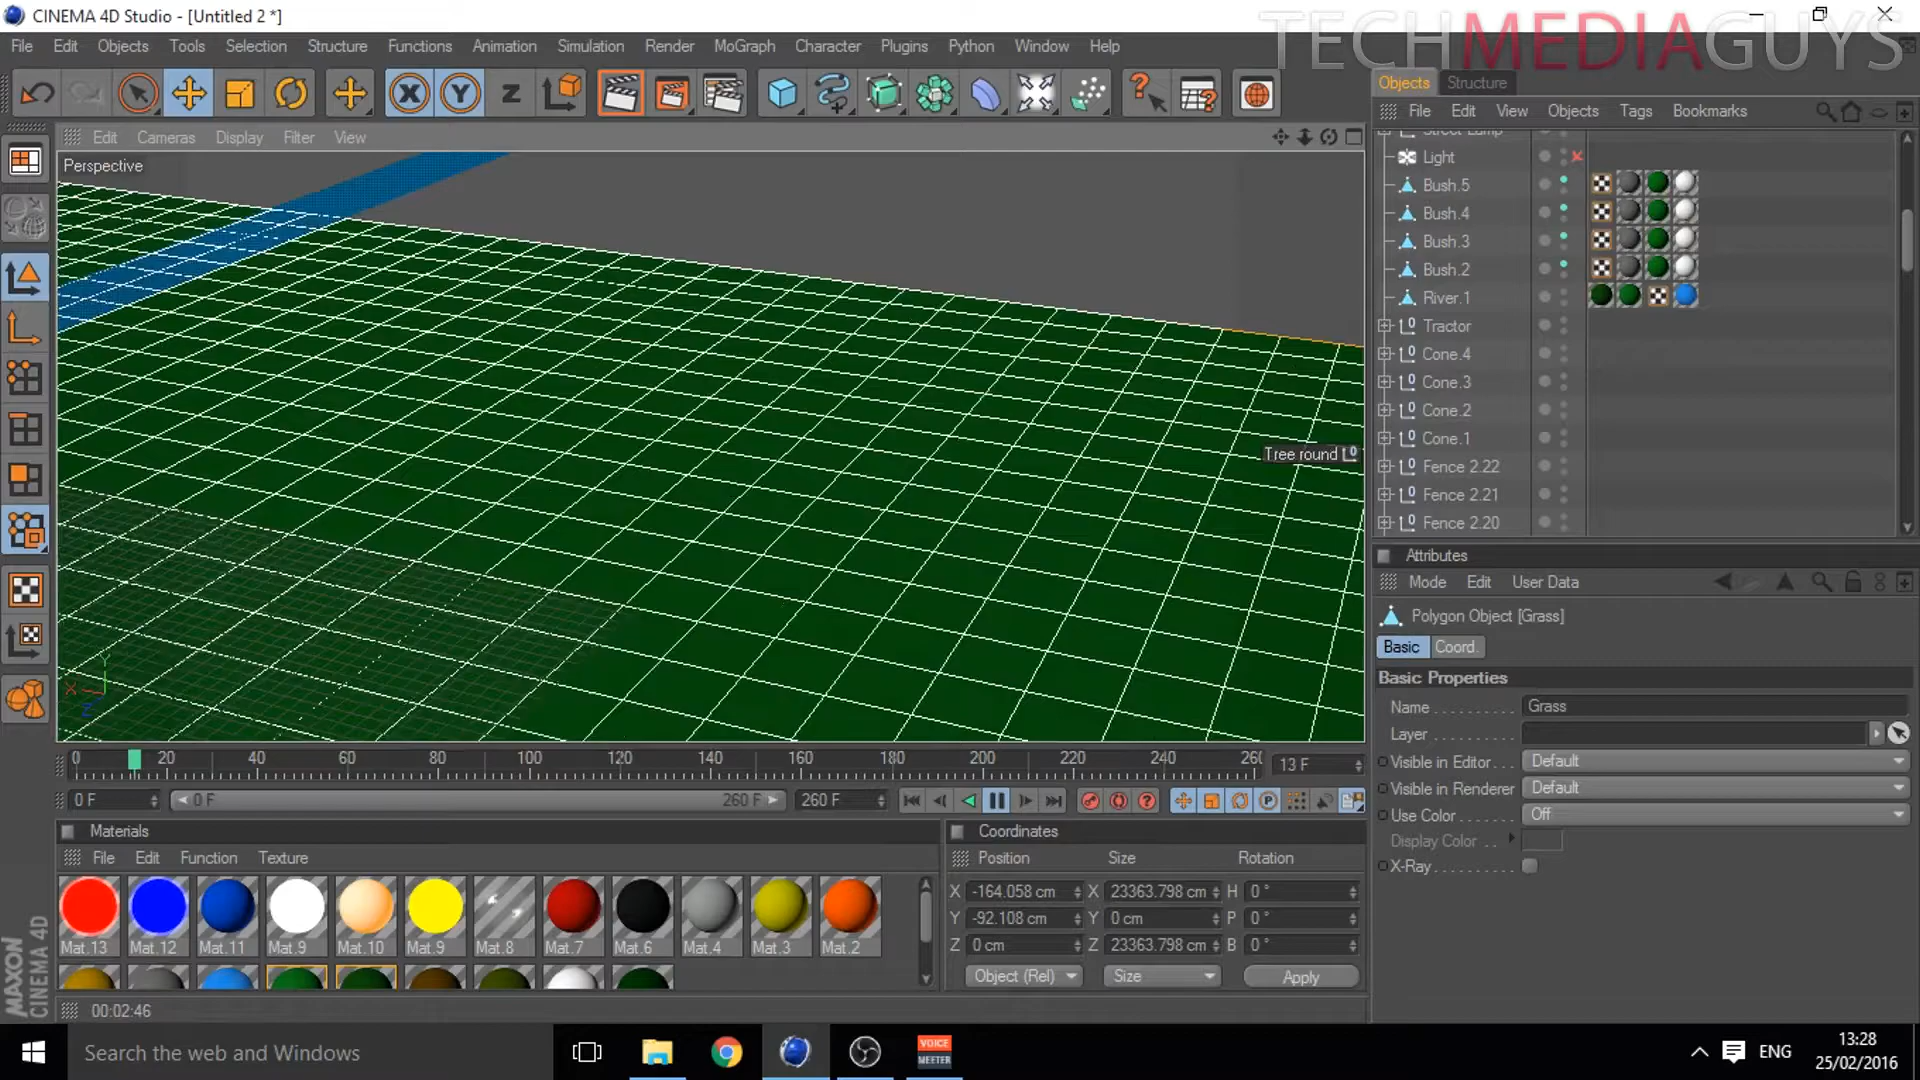 CINEMA 4D Studio - [Untitled 2 *]
TECHMEDIAGUYS
File Edit Objects Tools Selection Structure Functions Animation Simulation Render MoGraph Character Plugins Python Window Help
Objects Structure
File Edit View Objects Tags Bookmarks
Edit Cameras Display Filter View
Perspective
Street Lamp
Light
Bush.5
Bush.4
Bush.3
Bush.2
River.1
Tractor
Cone.4
Cone.3
Cone.2
Cone.1
Fence 2.22
Fence 2.21
Fence 2.20
X Y Z
Tree round
X Y Z
Attributes
Mode Edit User Data
Polygon Object [Grass]
Basic Coord.
Basic Properties
Name Grass
Layer
Visible in Editor Default
Visible in Renderer Default
Use Color Off
Display Color
X-Ray
0 20 40 60 80 100 120 140 160 180 200 220 240 26
13 F
0 F 0 F 260 F 260 F
Materials
File Edit Function Texture
Mat.13 Mat.12 Mat.11 Mat.9 Mat.10 Mat.9 Mat.8 Mat.7 Mat.6 Mat.4 Mat.3 Mat.2
Coordinates
Position Size Rotation
X -164.058 cm X 23363.798 cm H 0 °
Y -92.108 cm Y 0 cm P 0 °
Z 0 cm Z 23363.798 cm B 0 °
Object (Rel) Size Apply
MAXON
CINEMA 4D
00:02:46
Search the web and Windows
VOICE
MEETER
ENG
13:28
25/02/2016